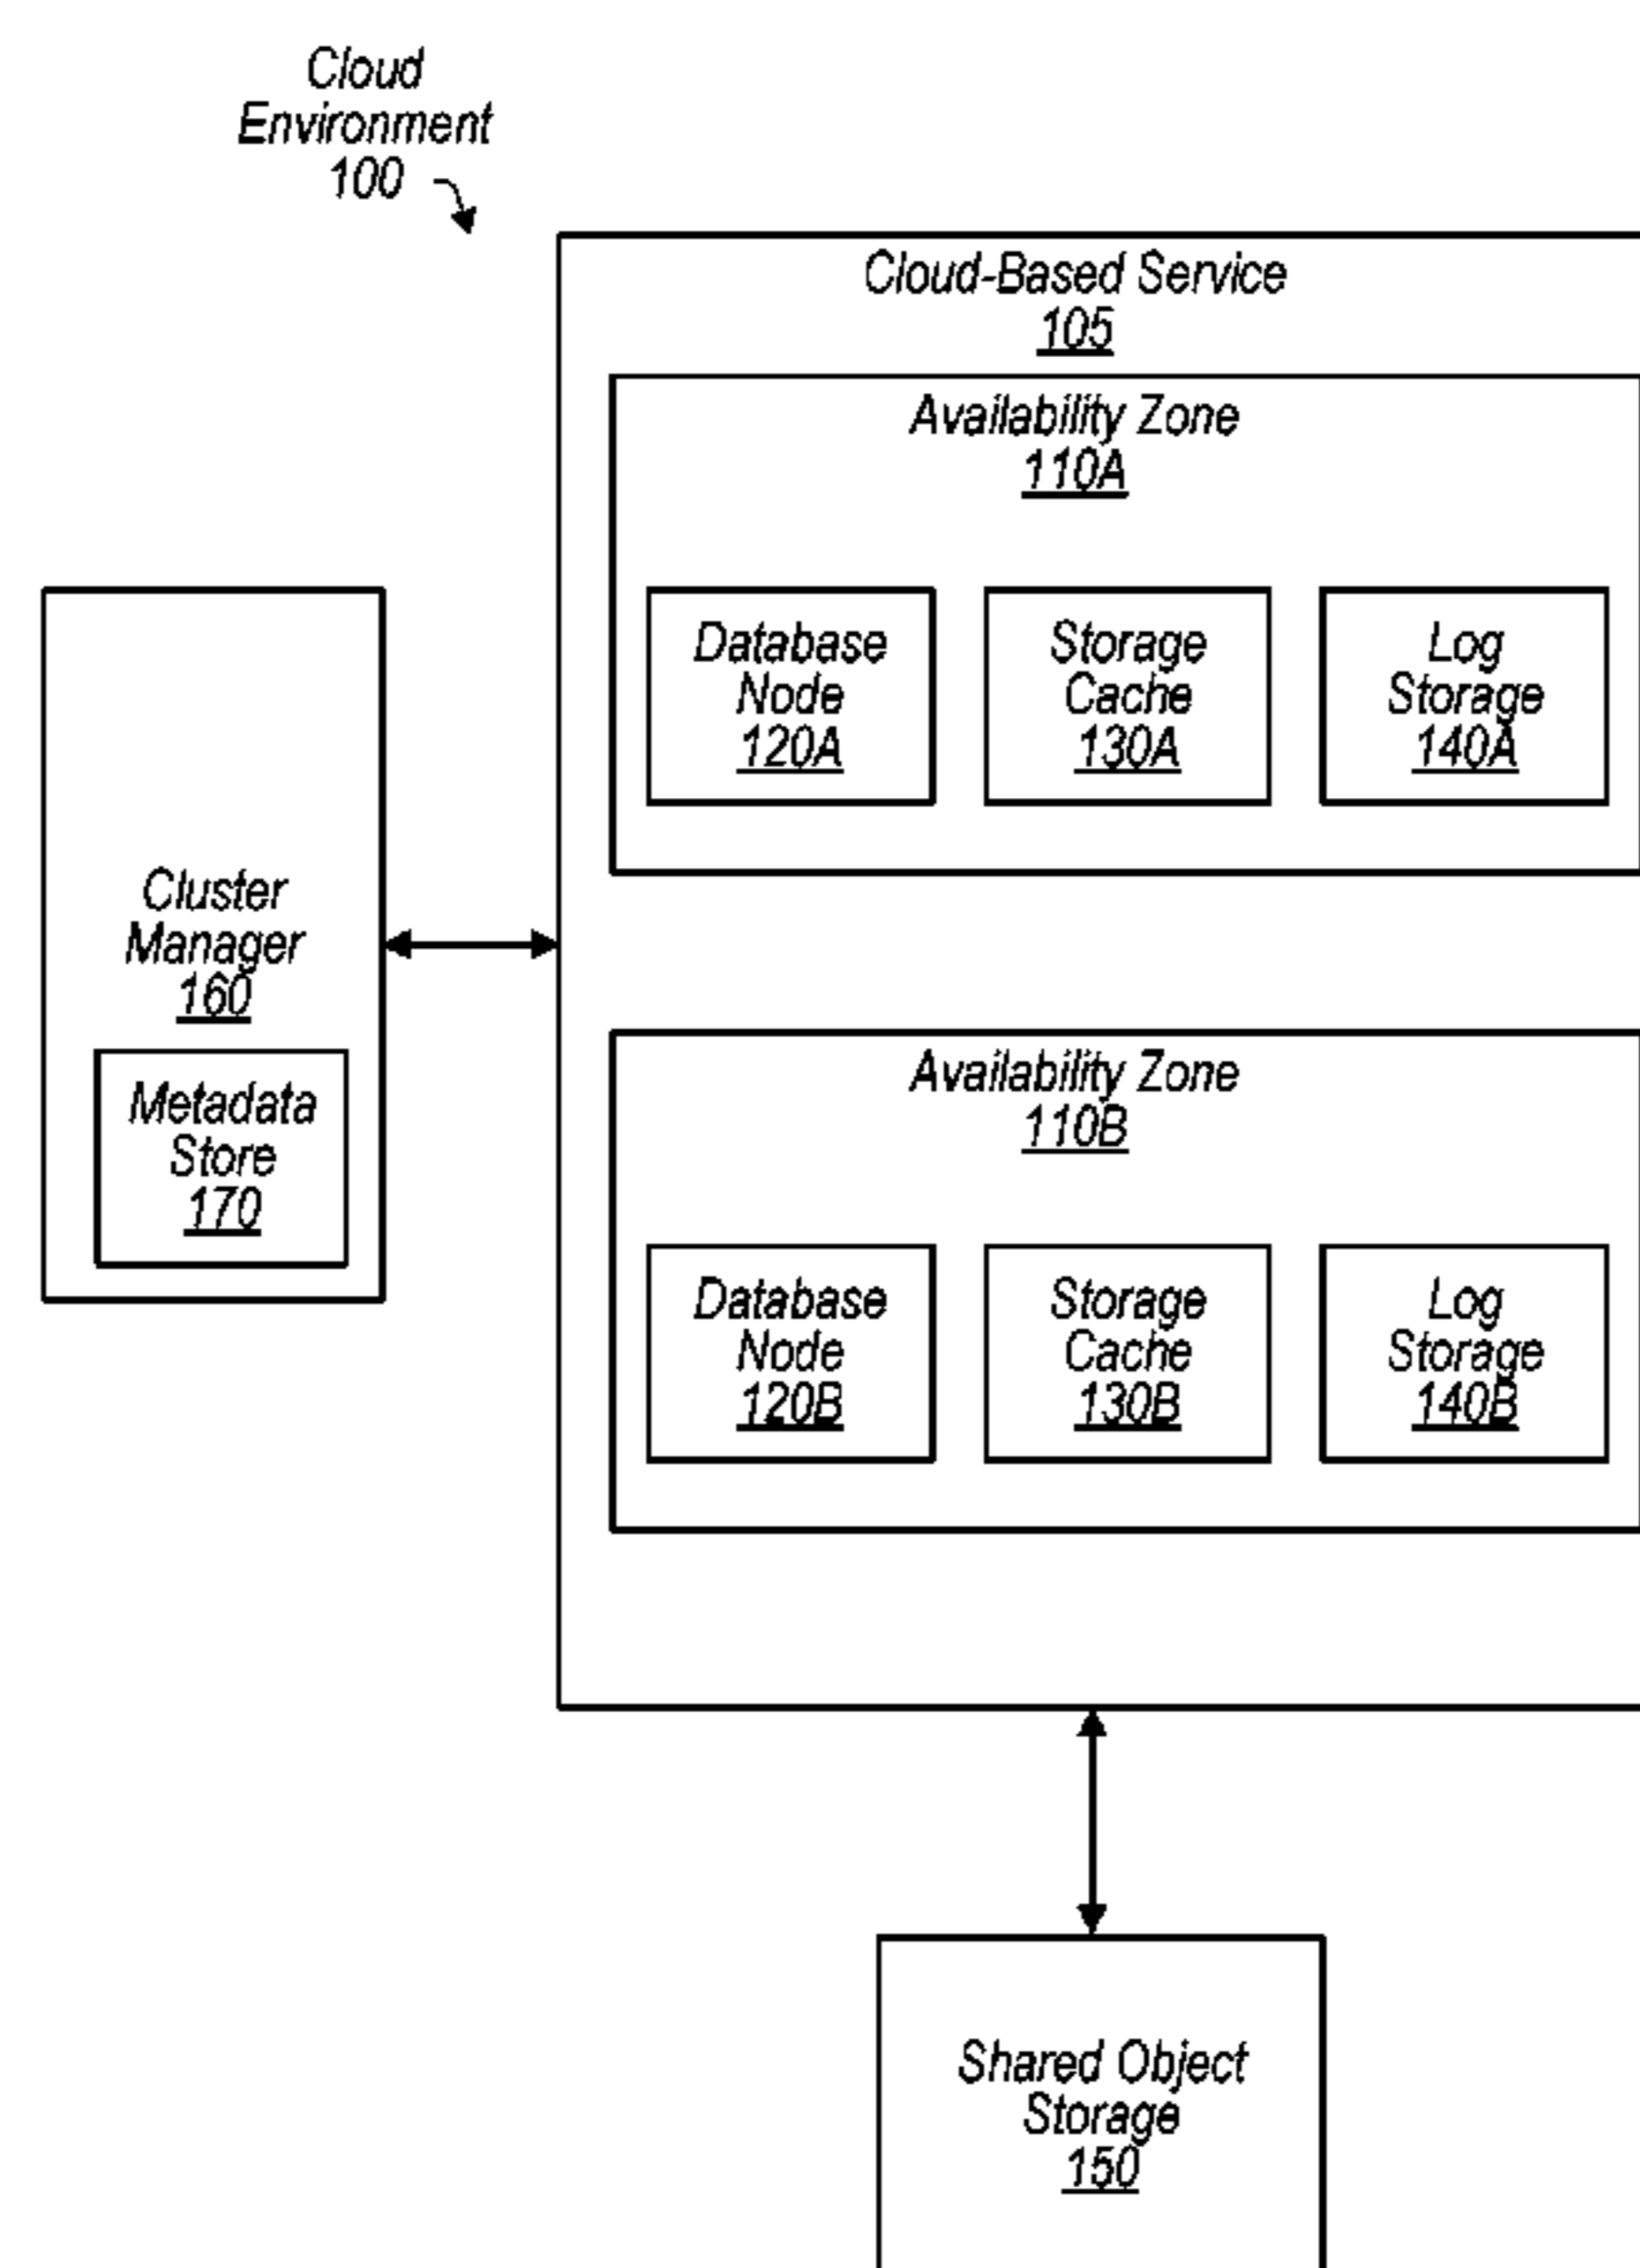 Cloud
Environment
100
Cloud-Based Service
105
Availability Zone
110A
Database
Node
120A
Storage
Cache
130A
Log
Storage
140A
Cluster
Manager
160
Metadata
Store
170
Availability Zone
110B
Database
Node
120B
Storage
Cache
130B
Log
Storage
140B
Shared Object
Storage
150